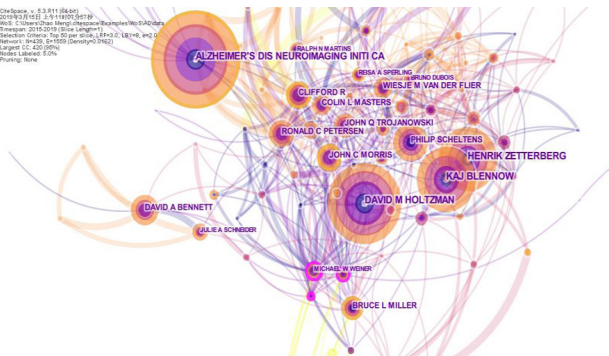 CiteSpace, v. 5.3.R11 (64-bit)
2019年3月15日 上午11时07分57秒
WoS: C:\Users\Zhao Meng\citespace\Examples\WoS\AD\data
Timespan: 2015-2019 (Slice Length=1)
Selection Criteria: Top 50 per slice, LRF=3.0, LBY=8, e=2.0
Network: N=439, E=1559 (Density=0.0162)
Largest CC: 420 (95%)
Nodes Labeled: 5.0%
Pruning: None
RALPH N MARTINS
ALZHEIMER'S DIS NEUROIMAGING INITI CA
REISA A SPERLING
BRUNO DUBOIS
WIESJE M VAN DER FLIER
CLIFFORD R
COLIN L MASTERS
JOHN Q TROJANOWSKI
RONALD C PETERSEN
PHILIP SCHELTENS
JOHN C MORRIS
HENRIK ZETTERBERG
KAJ BLENNOW
DAVID M HOLTZMAN
DAVID A BENNETT
JULIE A SCHNEIDER
MICHAEL W WEINER
BRUCE L MILLER